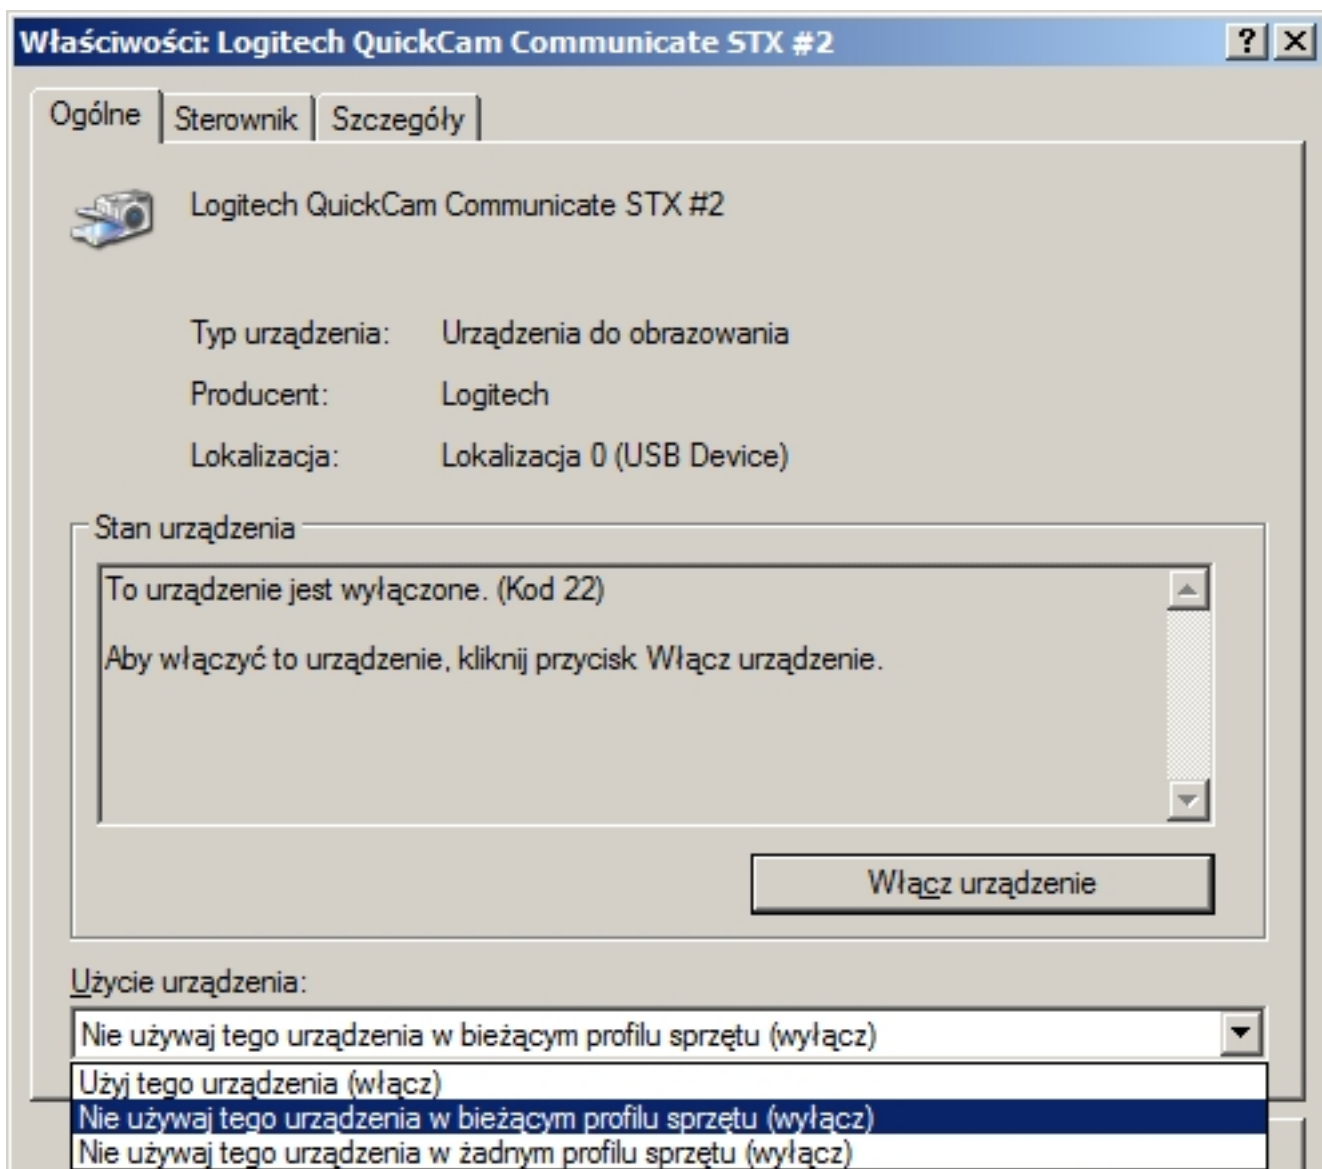 Właściwości: Logitech QuickCam Communicate STX #2
Ogólne Sterownik Szczegóły
Logitech QuickCam Communicate STX #2
Typ urządzenia: Urządzenia do obrazowania
Producent: Logitech
Lokalizacja: Lokalizacja 0 (USB Device)
Stan urządzenia
To urządzenie jest wyłączone. (Kod 22)
Aby włączyć to urządzenie, kliknij przycisk Włącz urządzenie.
Włącz urządzenie
Użycie urządzenia:
Nie używaj tego urządzenia w bieżącym profilu sprzętu (wyłącz)
Użyj tego urządzenia (włącz)
Nie używaj tego urządzenia w bieżącym profilu sprzętu (wyłącz)
Nie używaj tego urządzenia w żadnym profilu sprzętu (wyłącz)